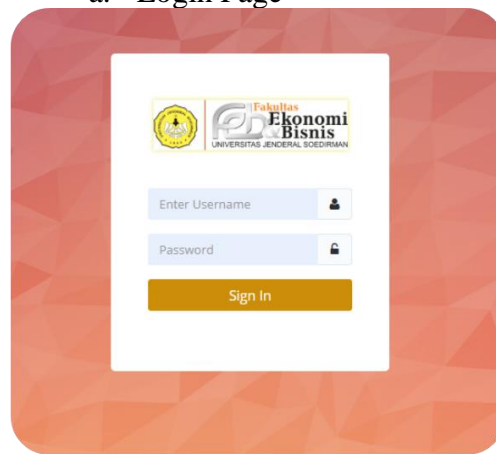 a. Login Page
Fakultas
Ekonomi
&Bisnis
UNIVERSITAS JENDERAL SOEDIRMAN
Enter Username
Password
Sign In